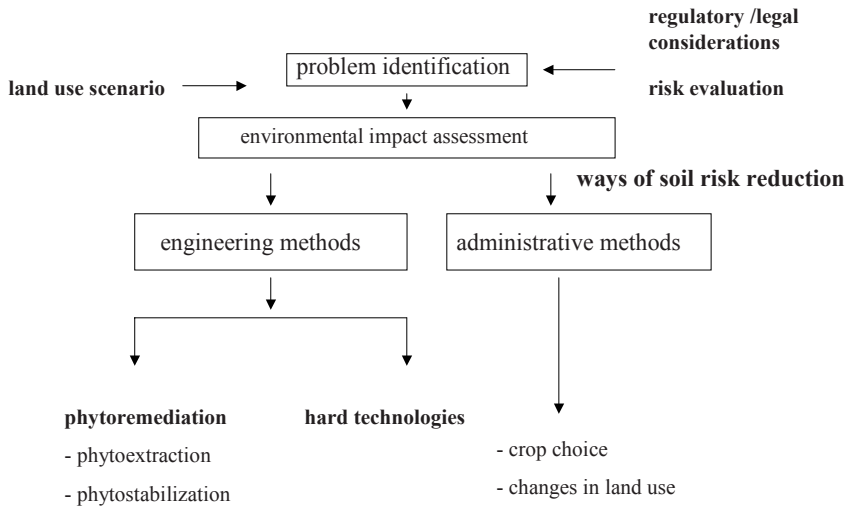 regulatory /legal
considerations
problem identification
land use scenario
risk evaluation
environmental impact assessment
ways of soil risk reduction
engineering methods
administrative methods
phytoremediation
- phytoextraction
- phytostabilization
hard technologies
- crop choice
- changes in land use